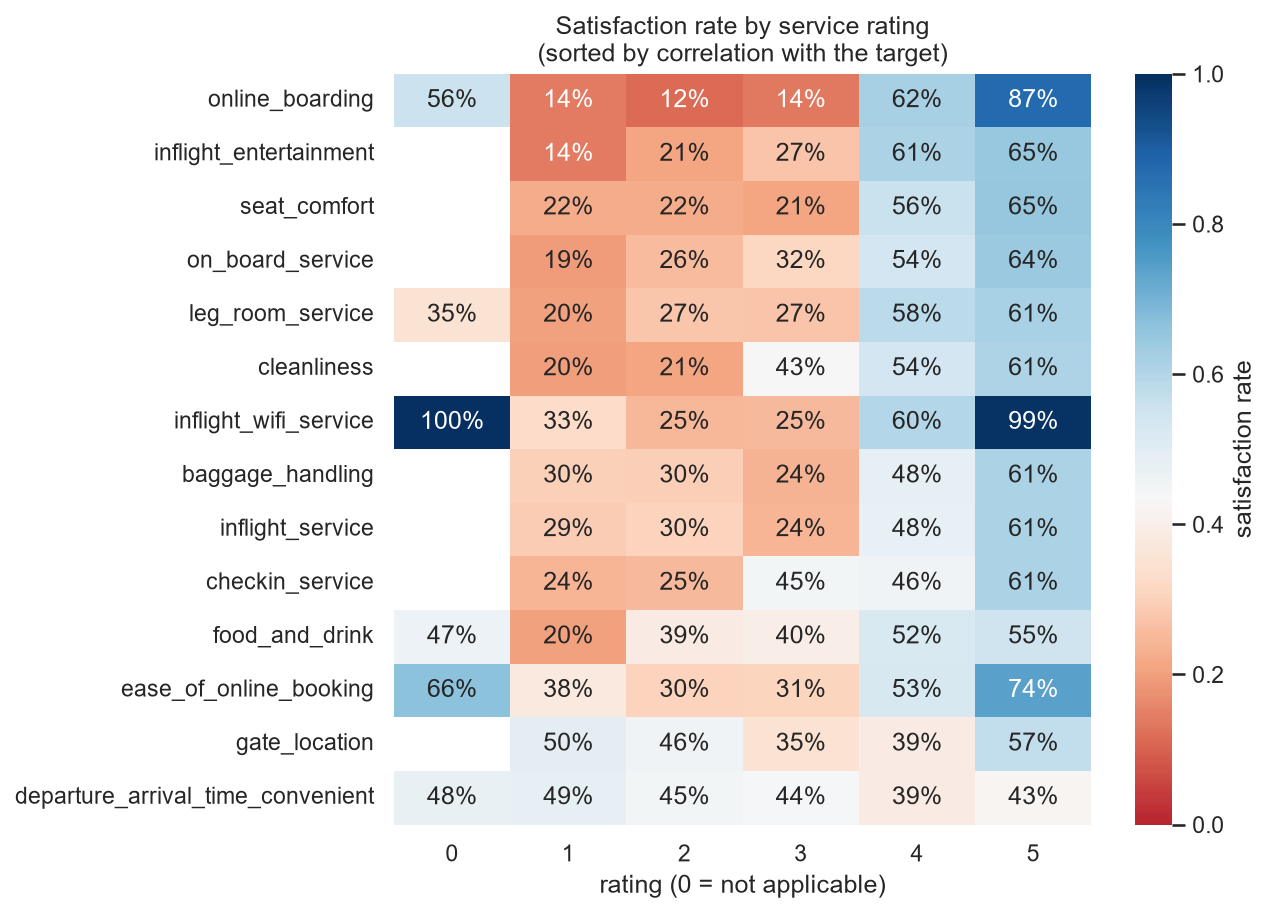 Satisfaction rate by service rating
(sorted by correlation with the target)
online_boarding 56% 14% 12% 14% 62% 87%
inflight_entertainment 14% 21% 27% 61% 65%
seat_comfort 22% 22% 21% 56% 65%
on_board_service 19% 26% 32% 54% 64%
leg_room_service 35% 20% 27% 27% 58% 61%
cleanliness 20% 21% 43% 54% 61%
inflight_wifi_service 100% 33% 25% 25% 60% 99%
baggage_handling 30% 30% 24% 48% 61%
inflight_service 29% 30% 24% 48% 61%
checkin_service 24% 25% 45% 46% 61%
food_and_drink 47% 20% 39% 40% 52% 55%
ease_of_online_booking 66% 38% 30% 31% 53% 74%
gate_location 50% 46% 35% 39% 57%
departure_arrival_time_convenient 48% 49% 45% 44% 39% 43%
0 1 2 3 4 5
rating (0 = not applicable)
1.0
0.8
0.6
0.4
0.2
0.0
satisfaction rate